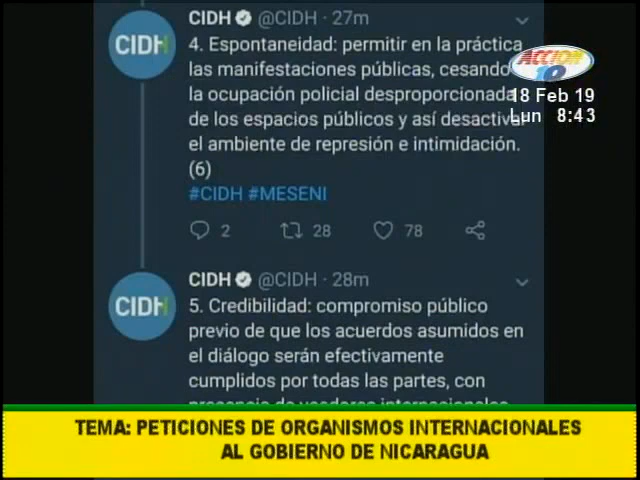 CIDH @CIDH · 27m
CIDH
4. Espontaneidad: permitir en la práctica
las manifestaciones públicas, cesando
la ocupación policial desproporcionada
de los espacios públicos y así desactivar
el ambiente de represión e intimidación.
(6)
#CIDH #MESENI
2 28 78
ACCION
10
18 Feb 19
Lun 8:43
CIDH @CIDH · 28m
CIDH
5. Credibilidad: compromiso público
previo de que los acuerdos asumidos en
el diálogo serán efectivamente
cumplidos por todas las partes, con
TEMA: PETICIONES DE ORGANISMOS INTERNACIONALES
AL GOBIERNO DE NICARAGUA